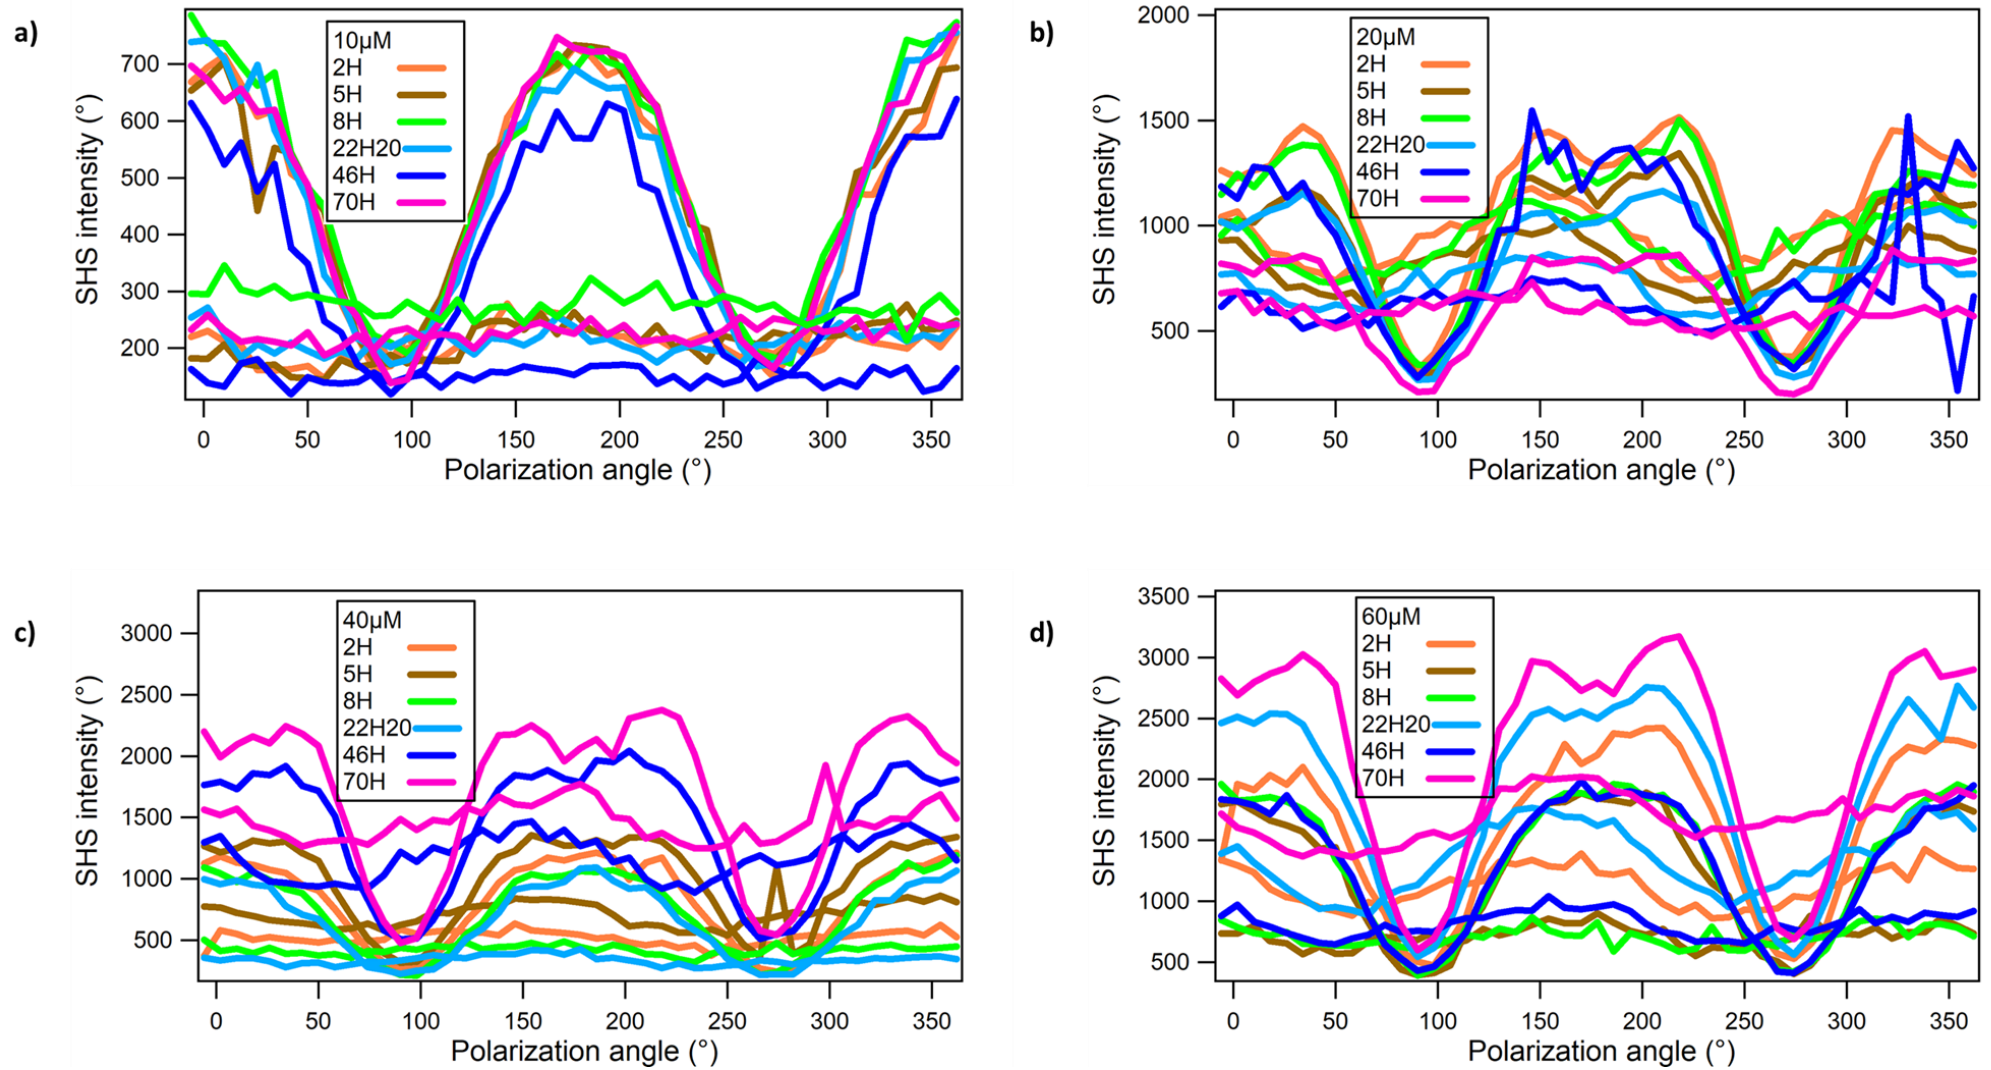 a)
SHS intensity (°)
700
600
500
400
300
200
10µM
2H
5H
8H
22H20
46H
70H
0 50 100 150 200 250 300 350
Polarization angle (°)
b)
SHS intensity (°)
2000
1500
1000
500
20µM
2H
5H
8H
22H20
46H
70H
0 50 100 150 200 250 300 350
Polarization angle (°)
c)
SHS intensity (°)
3000
2500
2000
1500
1000
500
40µM
2H
5H
8H
22H20
46H
70H
0 50 100 150 200 250 300 350
Polarization angle (°)
d)
SHS intensity (°)
3500
3000
2500
2000
1500
1000
500
60µM
2H
5H
8H
22H20
46H
70H
0 50 100 150 200 250 300 350
Polarization angle (°)